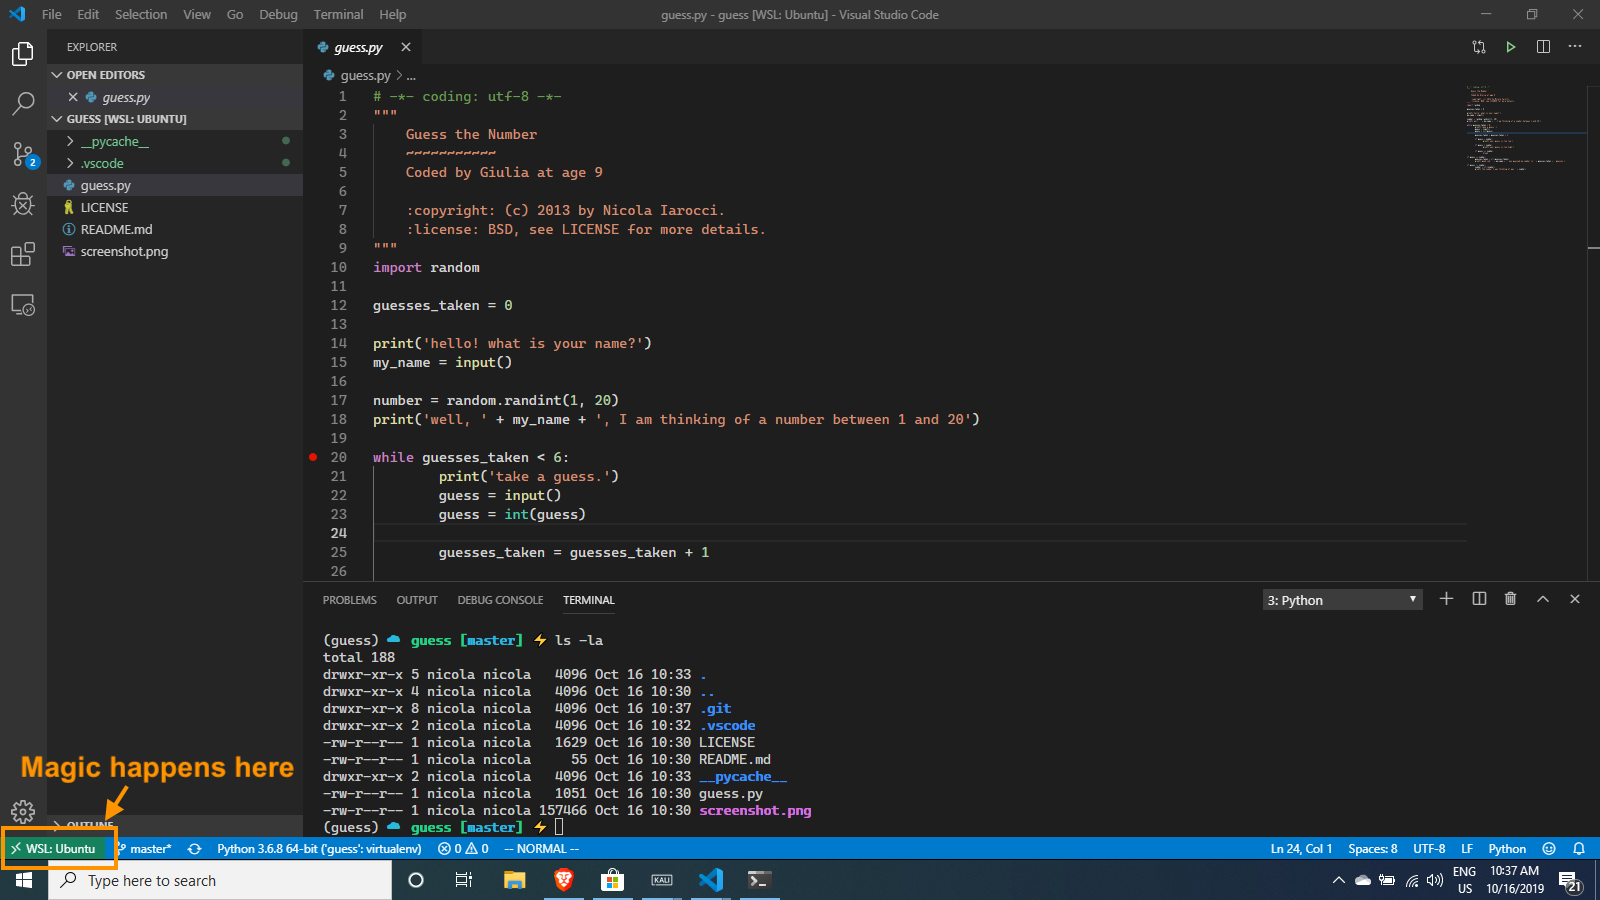 File Edit Selection View Go Debug Terminal Help
guess.py - guess [WSL: Ubuntu] - Visual Studio Code
EXPLORER
OPEN EDITORS
guess.py
GUESS [WSL: UBUNTU]
__pycache__
.vscode
guess.py
LICENSE
README.md
screenshot.png
2
OUTLINE
guess.py
guess.py > ...
1 # -*- coding: utf-8 -*-
2 """
3 Guess the Number
4 ~~~~~~~~~~~
5 Coded by Giulia at age 9
6
7 :copyright: (c) 2013 by Nicola Iarocci.
8 :license: BSD, see LICENSE for more details.
9 """
10 import random
11
12 guesses_taken = 0
13
14 print('hello! what is your name?')
15 my_name = input()
16
17 number = random.randint(1, 20)
18 print('well, ' + my_name + ', I am thinking of a number between 1 and 20')
19
20 while guesses_taken < 6:
21 print('take a guess.')
22 guess = input()
23 guess = int(guess)
24
25 guesses_taken = guesses_taken + 1
26
PROBLEMS OUTPUT DEBUG CONSOLE TERMINAL
3: Python
(guess) guess [master] ⚡ ls -la
total 188
drwxr-xr-x 5 nicola nicola 4096 Oct 16 10:33 .
drwxr-xr-x 4 nicola nicola 4096 Oct 16 10:30 ..
drwxr-xr-x 8 nicola nicola 4096 Oct 16 10:37 .git
drwxr-xr-x 2 nicola nicola 4096 Oct 16 10:32 .vscode
-rw-r--r-- 1 nicola nicola 1629 Oct 16 10:30 LICENSE
-rw-r--r-- 1 nicola nicola 55 Oct 16 10:30 README.md
drwxr-xr-x 2 nicola nicola 4096 Oct 16 10:33 __pycache__
-rw-r--r-- 1 nicola nicola 1051 Oct 16 10:30 guess.py
-rw-r--r-- 1 nicola nicola 157466 Oct 16 10:30 screenshot.png
(guess) guess [master] ⚡
Magic happens here
WSL: Ubuntu master* Python 3.6.8 64-bit ('guess': virtualenv) 0 0 -- NORMAL -- Ln 24, Col 1 Spaces: 8 UTF-8 LF Python
Type here to search
KALI
ENG
US
10:37 AM
10/16/2019
21